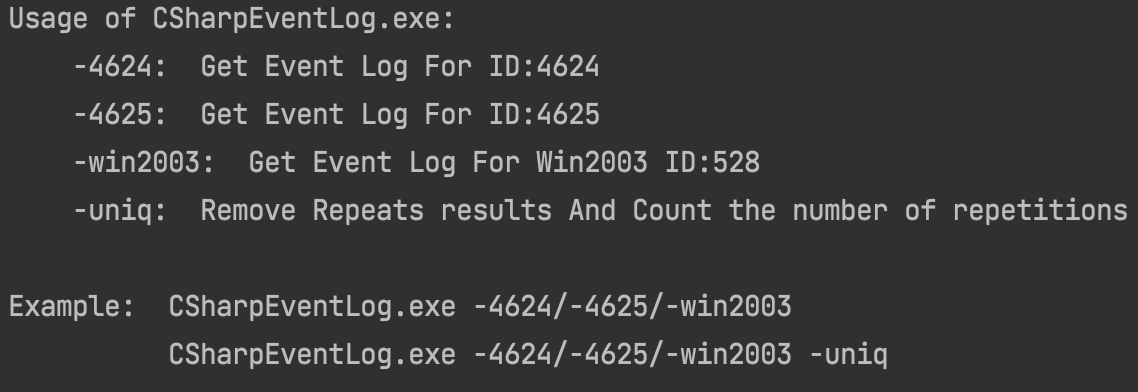 Usage of CSharpEventLog.exe:
    -4624:  Get Event Log For ID:4624
    -4625:  Get Event Log For ID:4625
    -win2003:  Get Event Log For Win2003 ID:528
    -uniq:  Remove Repeats results And Count the number of repetitions
Example:  CSharpEventLog.exe -4624/-4625/-win2003
          CSharpEventLog.exe -4624/-4625/-win2003 -uniq